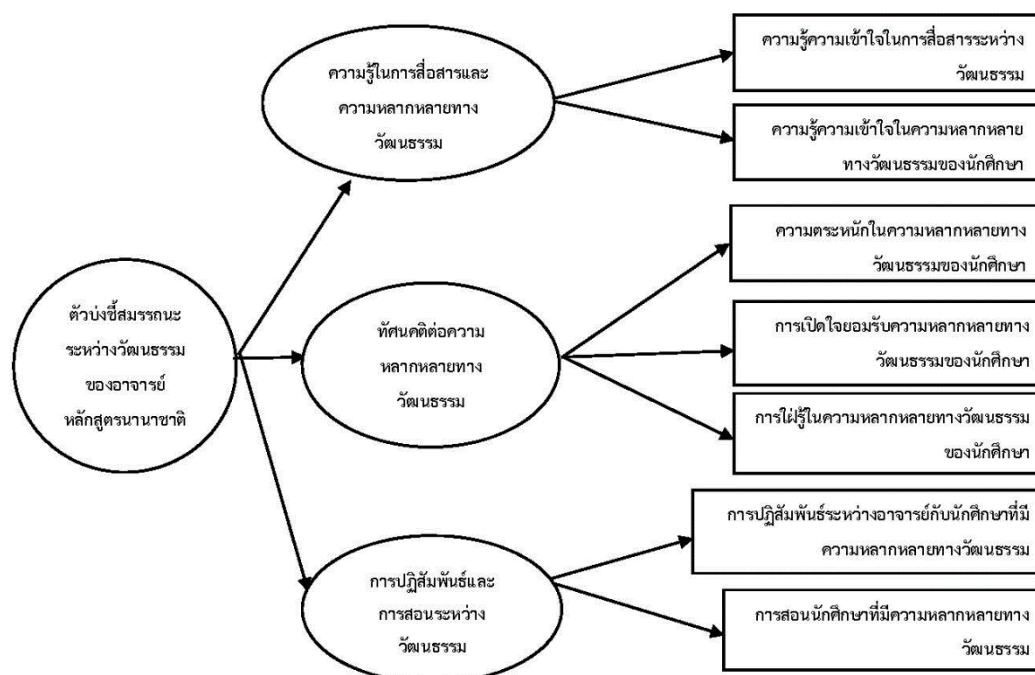 ความรู้ความเข้าใจในการสื่อสารระหว่าง
วัฒนธรรม
ความรู้ในการสื่อสารและ
ความหลากหลายทาง
วัฒนธรรม
ความรู้ความเข้าใจในความหลากหลาย
ทางวัฒนธรรมของนักศึกษา
ความตระหนักในความหลากหลายทาง
วัฒนธรรมของนักศึกษา
ตัวบ่งชี้สมรรถนะ
ระหว่างวัฒนธรรม
ของอาจารย์
หลักสูตรนานาชาติ
ทัศนคติต่อความ
หลากหลายทาง
วัฒนธรรม
การเปิดใจยอมรับความหลากหลายทาง
วัฒนธรรมของนักศึกษา
การใฝ่รู้ในความหลากหลายทางวัฒนธรรม
ของนักศึกษา
การปฏิสัมพันธ์ระหว่างอาจารย์กับนักศึกษาที่มี
ความหลากหลายทางวัฒนธรรม
การปฏิสัมพันธ์และ
การสอนระหว่าง
วัฒนธรรม
การสอนนักศึกษาที่มีความหลากหลายทาง
วัฒนธรรม